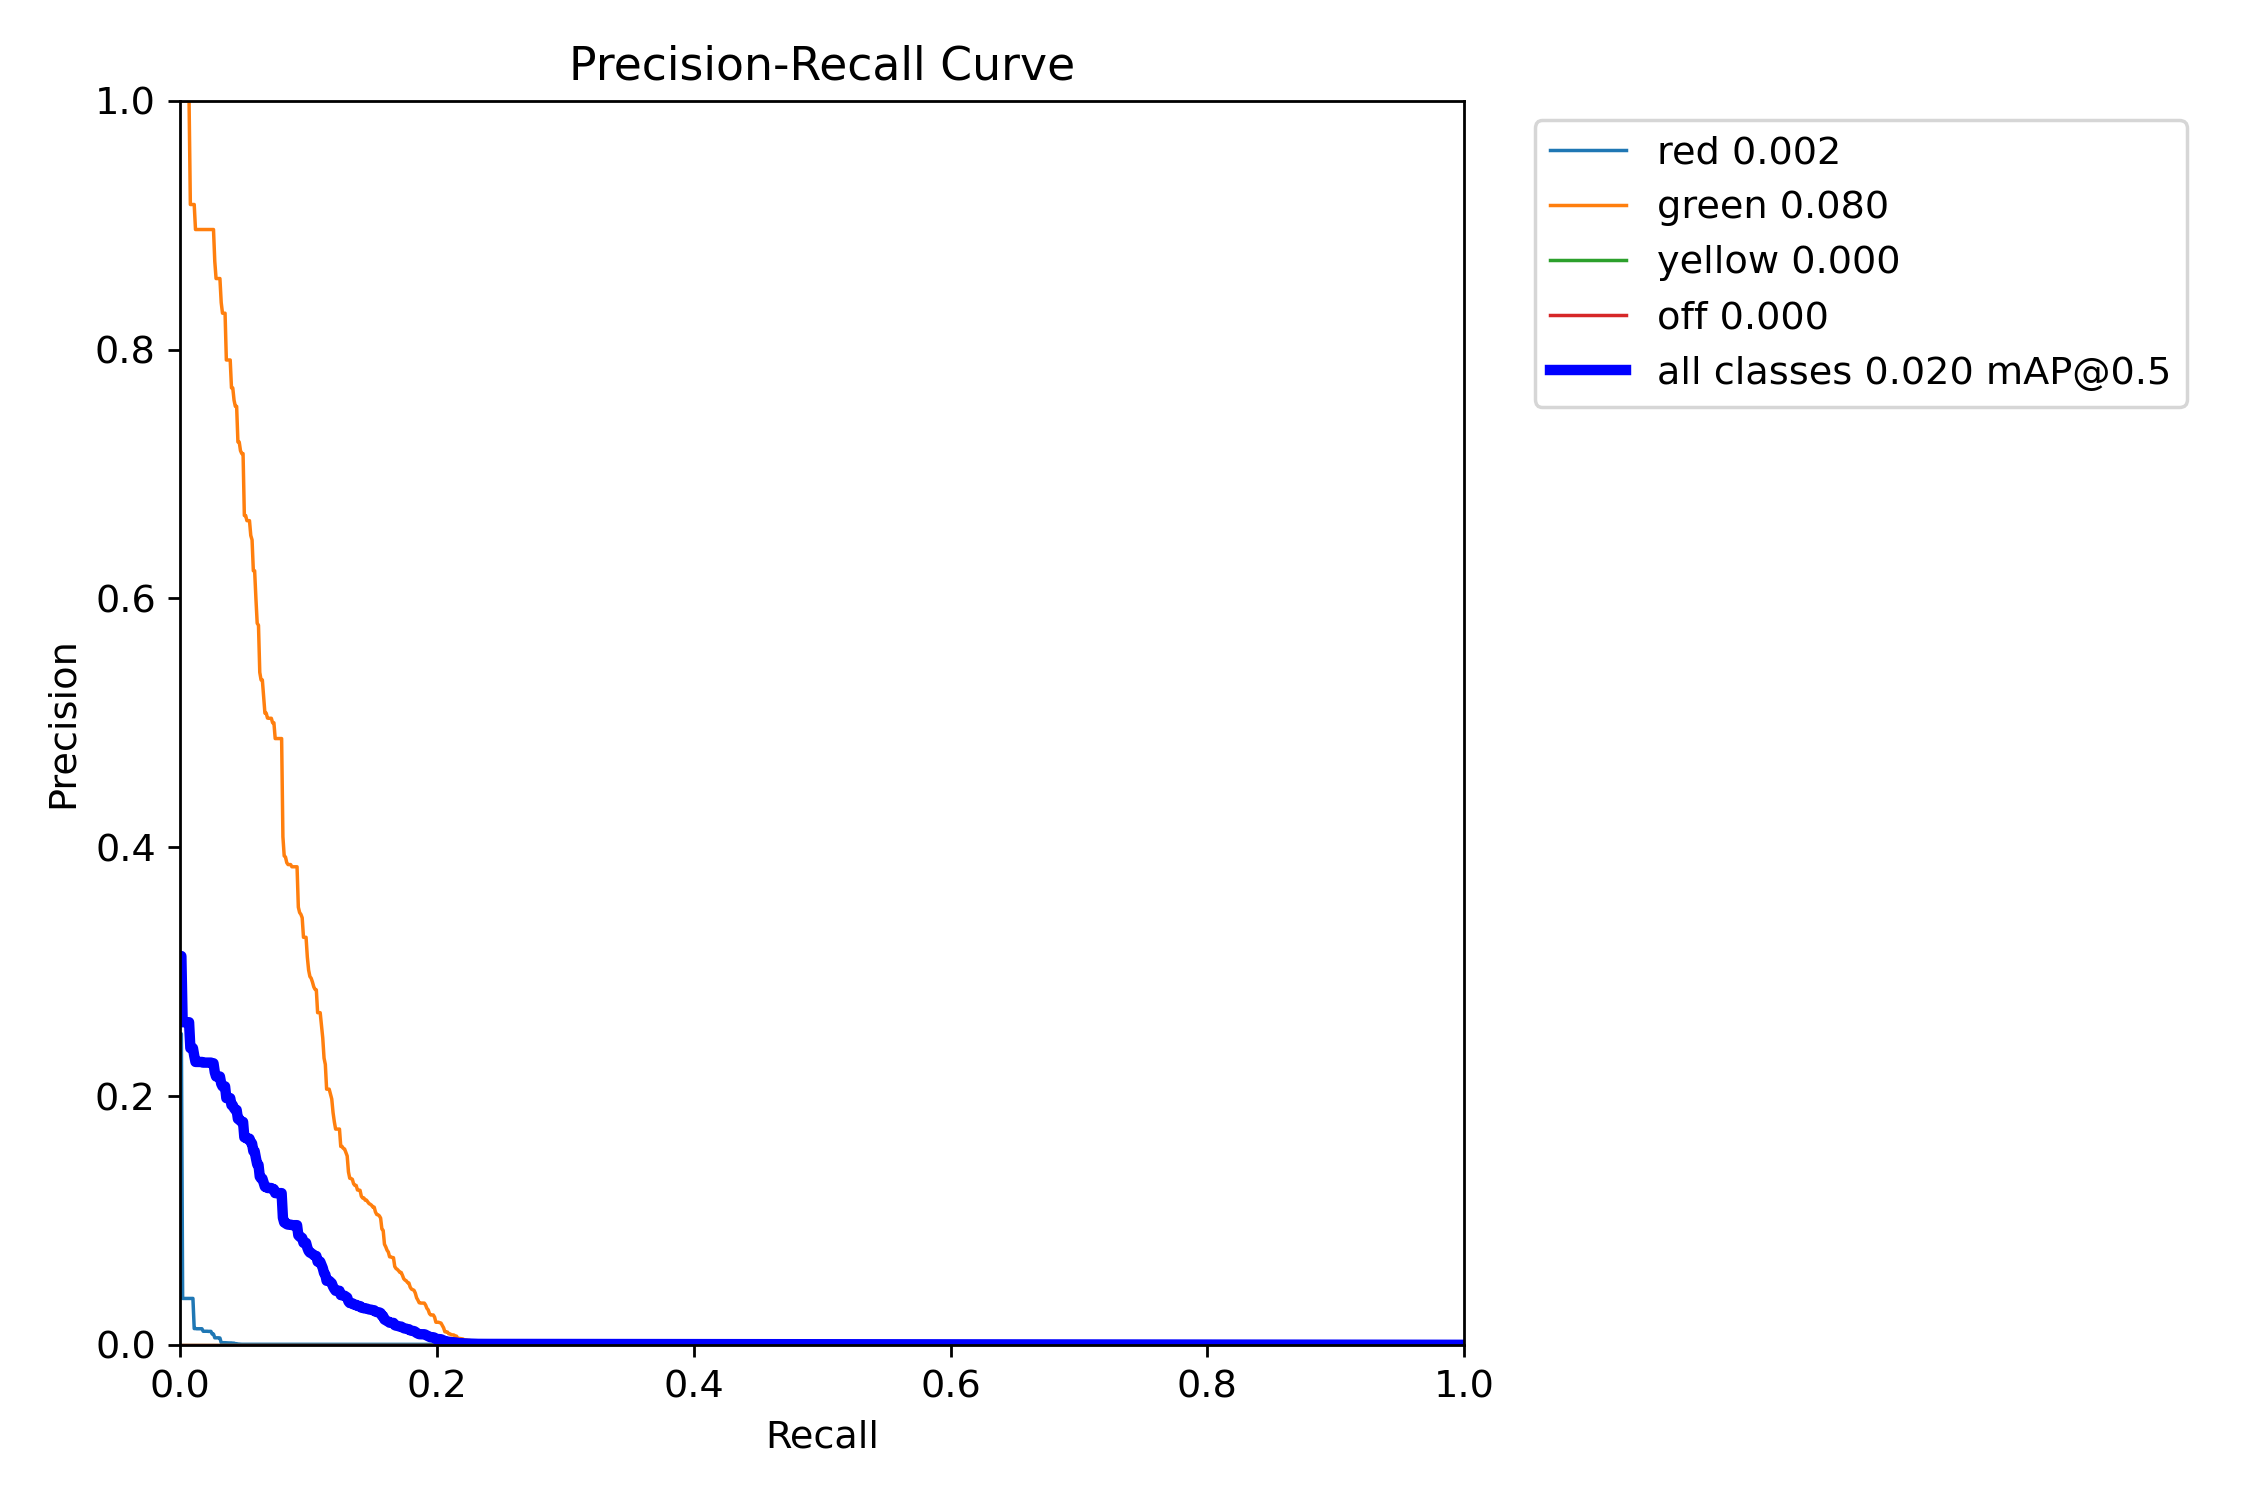 Precision-Recall Curve
1.0
0.8
0.6
0.4
0.2
0.0
Precision
0.0 0.2 0.4 0.6 0.8 1.0
Recall
red 0.002
green 0.080
yellow 0.000
off 0.000
all classes 0.020 mAP@0.5